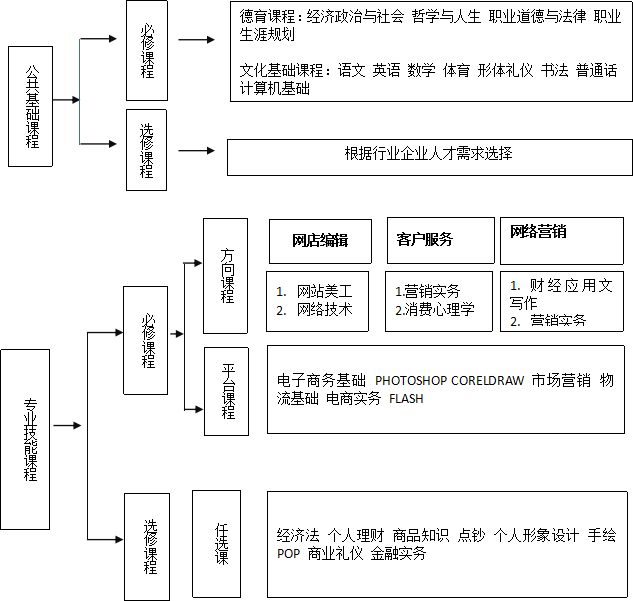 公共基础课程
必修课程
德育课程：经济政治与社会 哲学与人生 职业道德与法律 职业
生涯规划
文化基础课程：语文 英语 数学 体育 形体礼仪 书法 普通话
计算机基础
选修课程
根据行业企业人才需求选择
专业技能课程
必修课程
方向课程
网店编辑
客户服务
网络营销
1. 网站美工
2. 网络技术
1.营销实务
2.消费心理学
1. 财经应用文
写作
2. 营销实务
平台课程
电子商务基础 PHOTOSHOP CORELDRAW 市场营销 物
流基础 电商实务 FLASH
选修课程
任选课
经济法 个人理财 商品知识 点钞 个人形象设计 手绘
POP 商业礼仪 金融实务